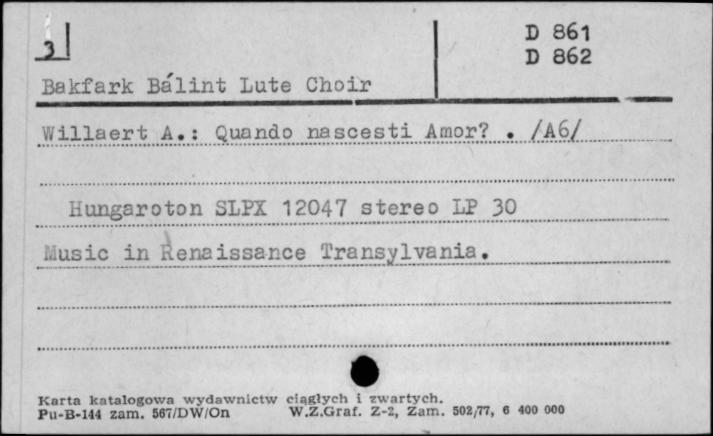 3
D 861
D 862
Bakfark Bálint Lute Choir
Willaert A.: Quando nascesti Amor? . /A6/
Hungaroton SLPX 12047 stereo LP 30
Music in Renaissance Transylvania.
Karta katalogowa wydawnictw ciągłych i zwartych.
Pu-B-144 zam. 567/DW/On W.Z.Graf. Z-2, Zam. 502/77, 6 400 000